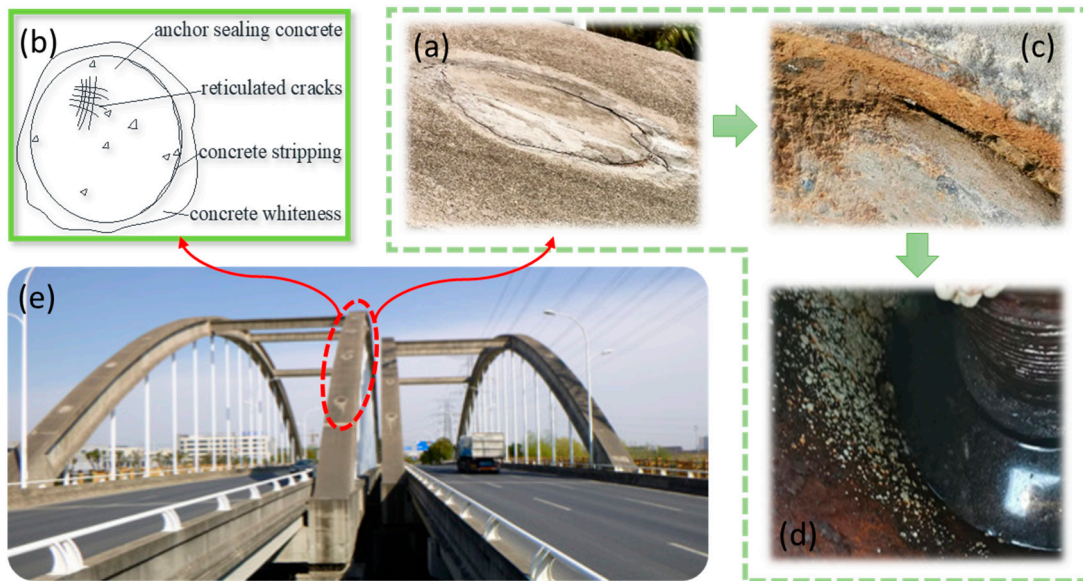 (b)
anchor sealing concrete
reticulated cracks
concrete stripping
concrete whiteness
(a)
(c)
(d)
(e)